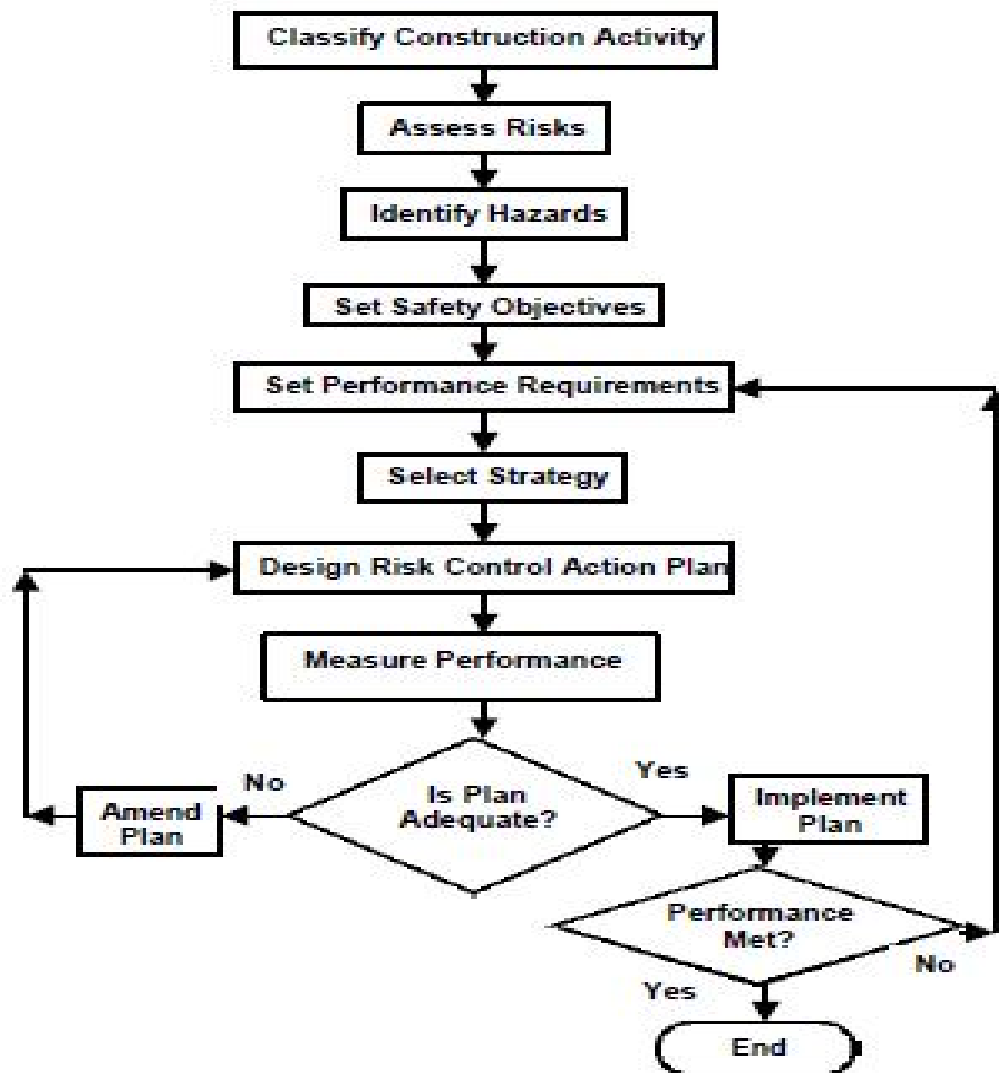 Classify Construction Activity
Assess Risks
Identify Hazards
Set Safety Objectives
Set Performance Requirements
Select Strategy
Design Risk Control Action Plan
Measure Performance
Is Plan
Adequate?
No
Yes
Amend
Plan
Implement
Plan
Performance
Met?
No
Yes
End